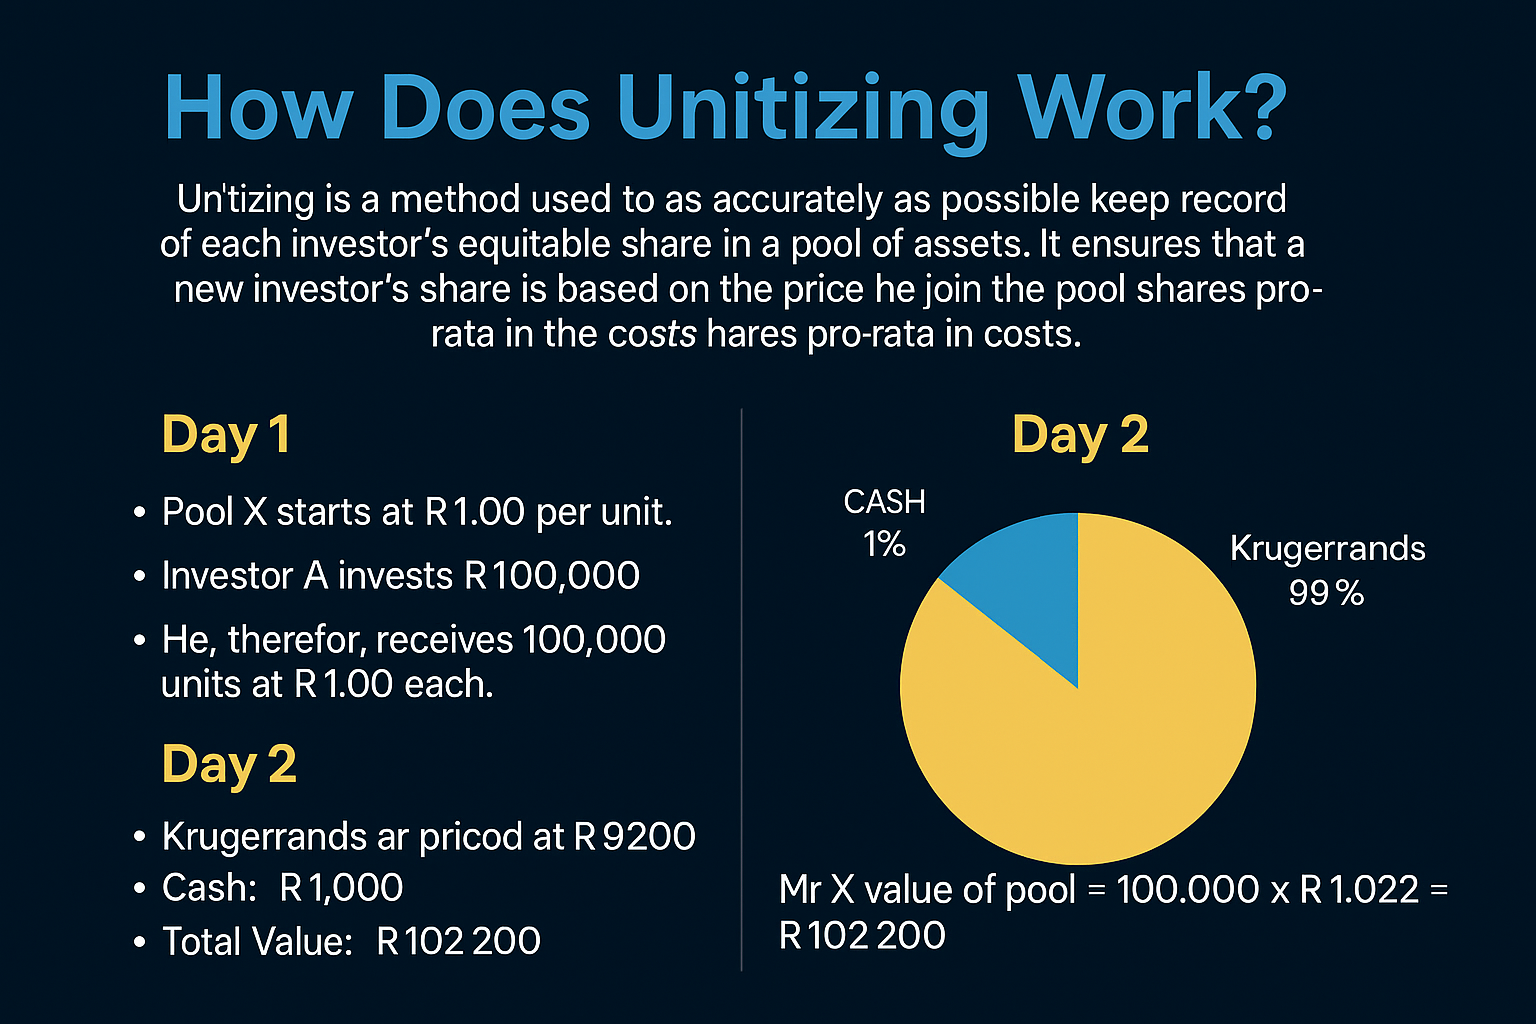 How Does Unitizing Work?
Un'tizing is a method used to as accurately as possible keep record
of each investor’s equitable share in a pool of assets. It ensures that a
new investor’s share is based on the price he join the pool shares pro-
rata in the costs hares pro-rata in costs.
Day 1
• Pool X starts at R 1.00 per unit.
• Investor A invests R 100,000
• He, therefor, receives 100,000
units at R 1.00 each.
Day 2
• Krugerrands ar pricod at R 9200
• Cash: R 1,000
• Total Value: R 102 200
Day 2
CASH
1%
Krugerrands
99 %
Mr X value of pool = 100.000 x R 1.022 =
R 102 200